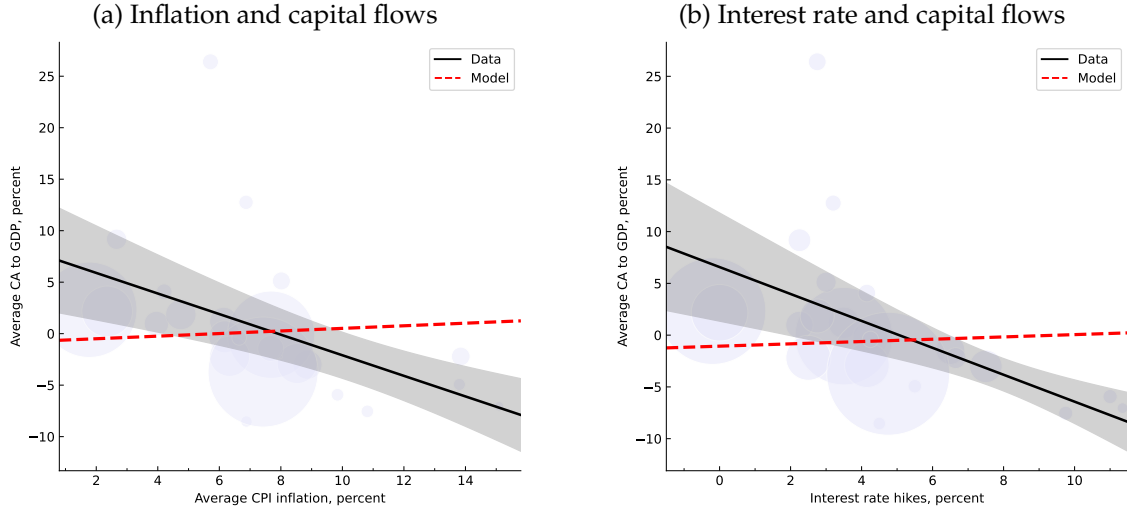 (a) Inflation and capital flows
25
20
15
10
5
0
−5
−10
Average CA to GDP, percent
Data
Model
2 4 6 8 10 12 14
Average CPI inflation, percent
(b) Interest rate and capital flows
25
20
15
10
5
0
−5
−10
Average CA to GDP, percent
Data
Model
0 2 4 6 8 10
Interest rate hikes, percent